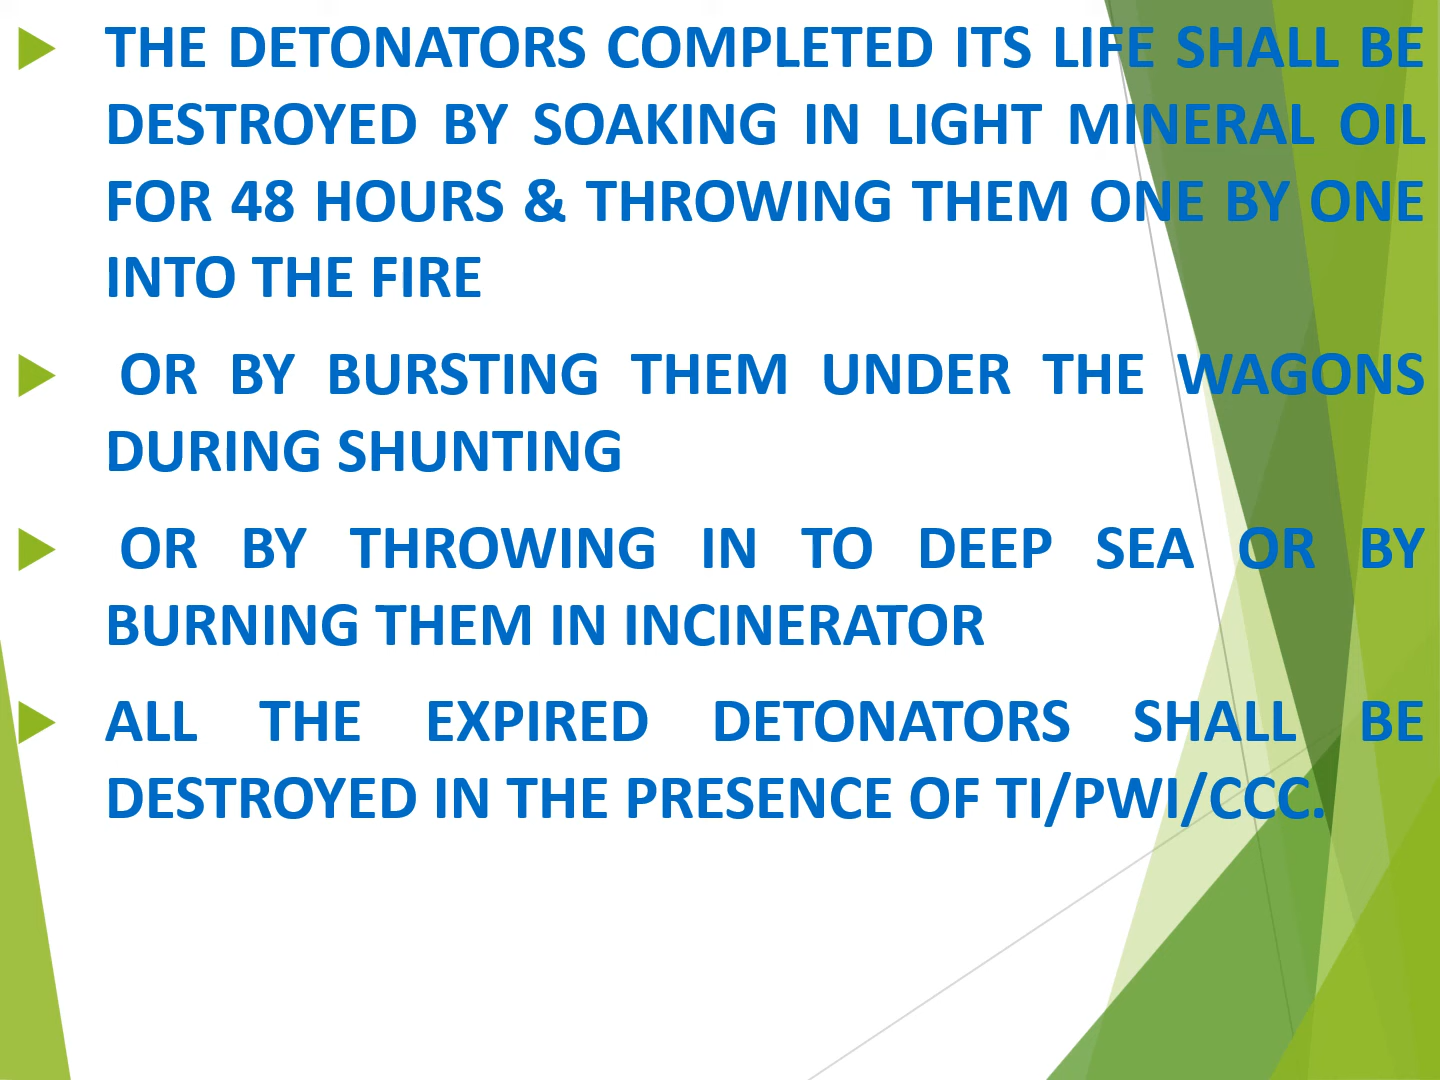 THE DETONATORS COMPLETED ITS LIFE SHALL BE
DESTROYED BY SOAKING IN LIGHT MINERAL OIL
FOR 48 HOURS & THROWING THEM ONE BY ONE
INTO THE FIRE
OR BY BURSTING THEM UNDER THE WAGONS
DURING SHUNTING
OR BY THROWING IN TO DEEP SEA OR BY
BURNING THEM IN INCINERATOR
ALL THE EXPIRED DETONATORS SHALL BE
DESTROYED IN THE PRESENCE OF TI/PWI/CCC.